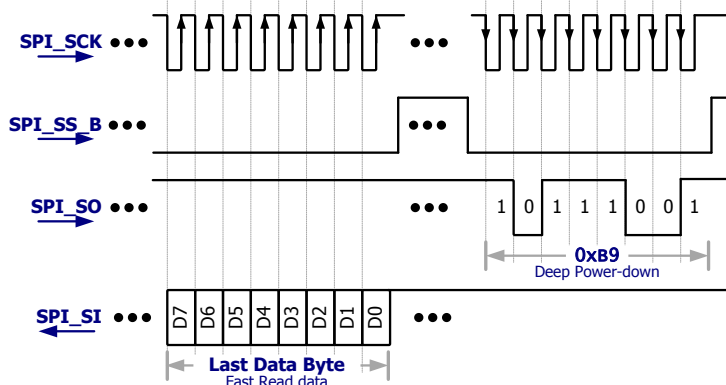 SPI_SCK
SPI_SS_B
SPI_SO
1 0 1 1 1 0 0 1
0xB9
Deep Power-down
SPI_SI
D7 D6 D5 D4 D3 D2 D1 D0
Last Data Byte
Fast Read data